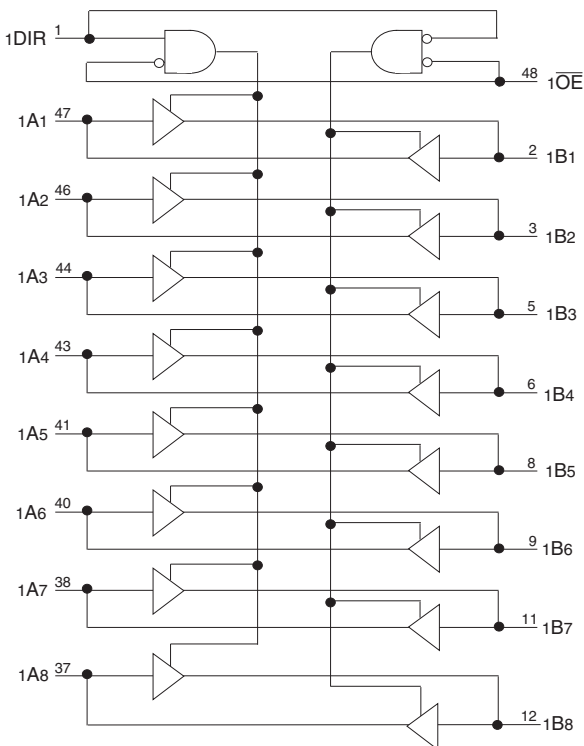 1DIR 1
48 1O̅E̅
1A1 47
2 1B1
1A2 46
3 1B2
1A3 44
5 1B3
1A4 43
6 1B4
1A5 41
8 1B5
1A6 40
9 1B6
1A7 38
11 1B7
1A8 37
12 1B8